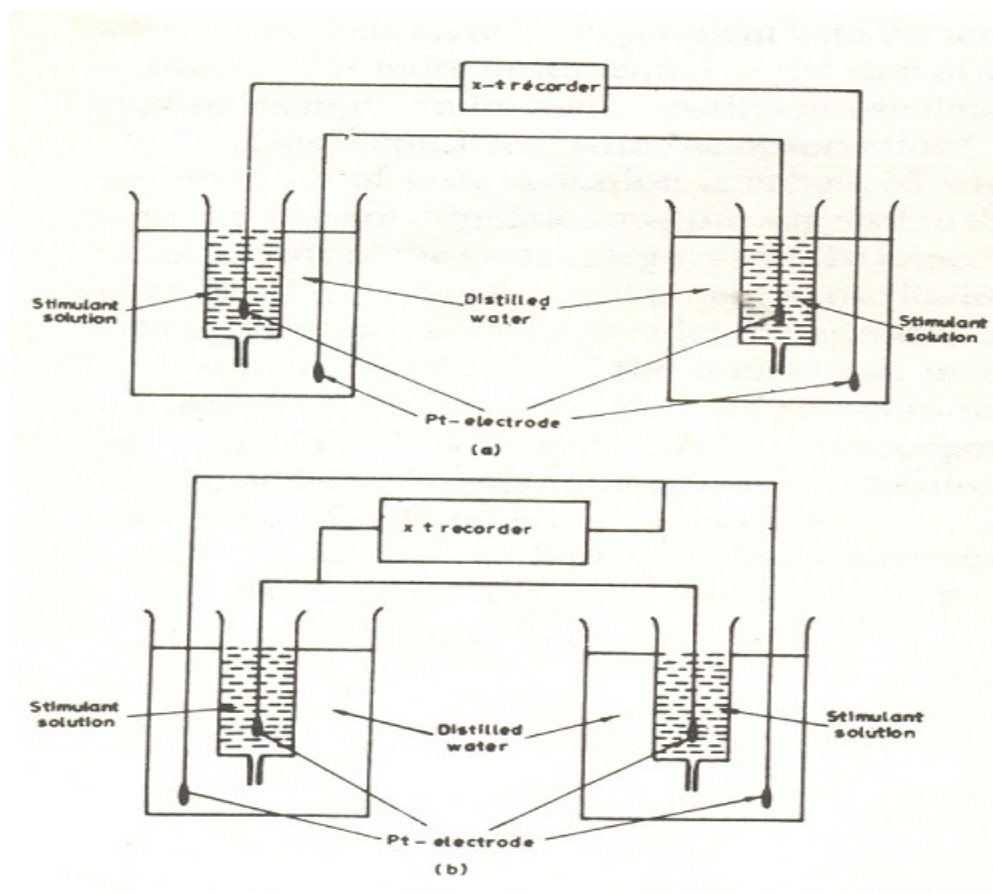 x-t recorder
Stimulant
solution
Distilled
water
Stimulant
solution
Pt-electrode
(a)
x t recorder
Stimulant
solution
Distilled
water
Stimulant
solution
Pt-electrode
(b)